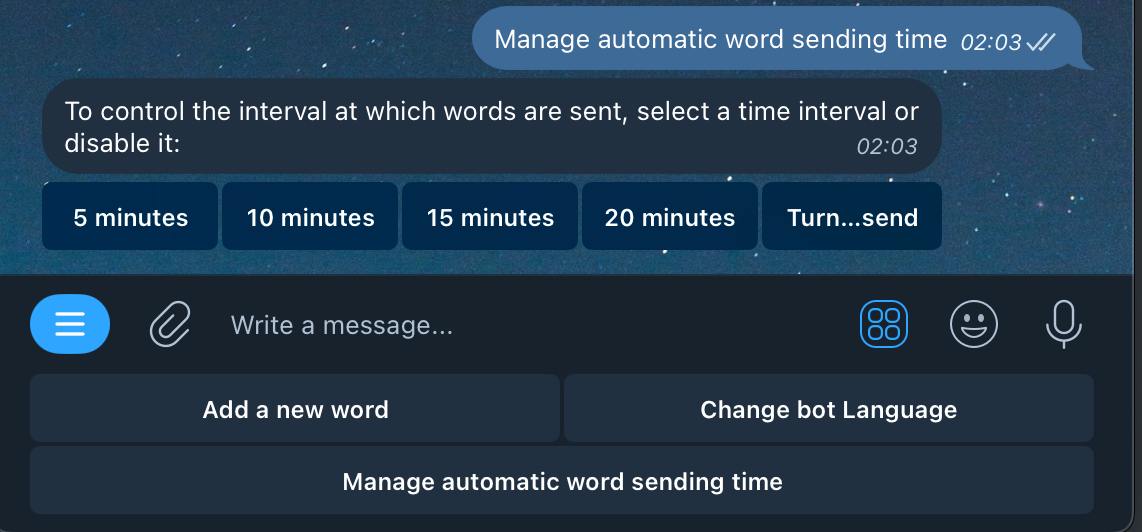 Manage automatic word sending time 02:03
To control the interval at which words are sent, select a time interval or
disable it: 02:03
5 minutes 10 minutes 15 minutes 20 minutes Turn...send
Write a message...
Add a new word Change bot Language
Manage automatic word sending time